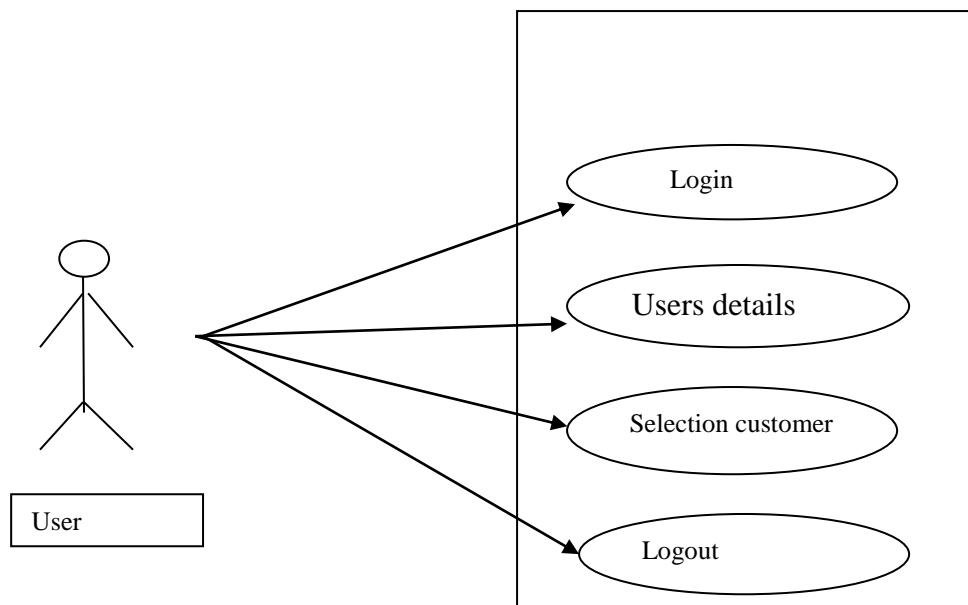 Login
Users details
Selection customer
User
Logout